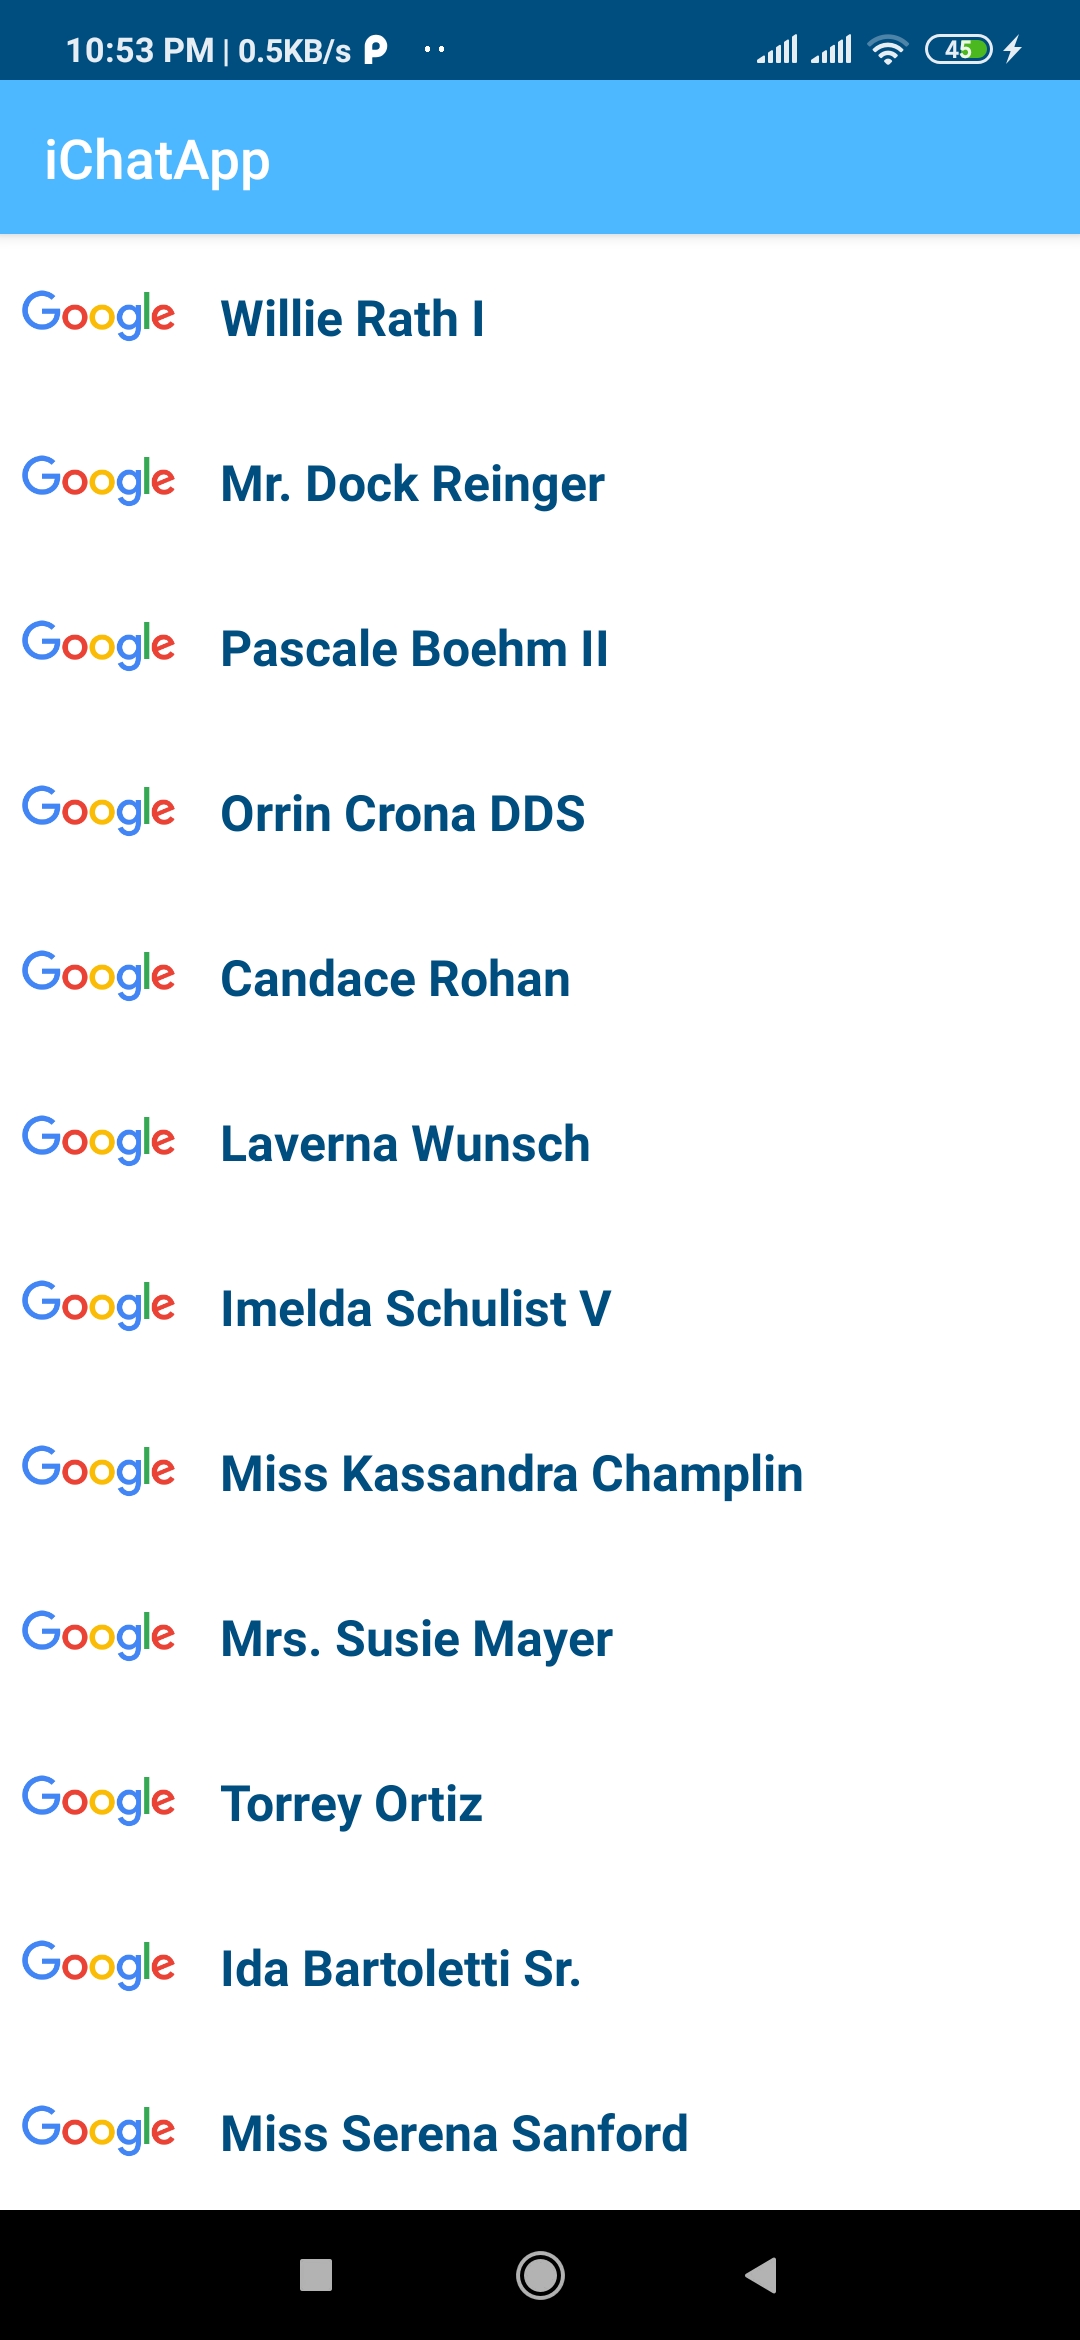 10:53 PM | 0.5KB/s
45
iChatApp
Google Willie Rath I
Google Mr. Dock Reinger
Google Pascale Boehm II
Google Orrin Crona DDS
Google Candace Rohan
Google Laverna Wunsch
Google Imelda Schulist V
Google Miss Kassandra Champlin
Google Mrs. Susie Mayer
Google Torrey Ortiz
Google Ida Bartoletti Sr.
Google Miss Serena Sanford